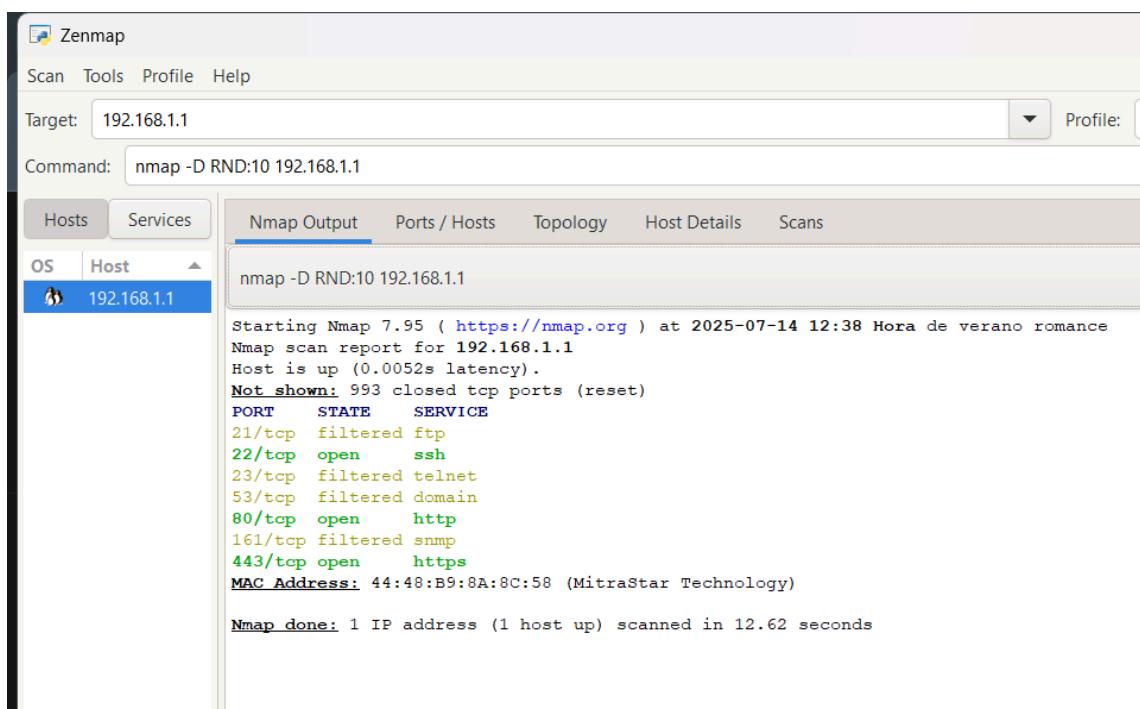 Zenmap
Scan Tools Profile Help
Target: 192.168.1.1 Profile:
Command: nmap -D RND:10 192.168.1.1
Hosts Services
Nmap Output Ports / Hosts Topology Host Details Scans
OS Host
192.168.1.1
nmap -D RND:10 192.168.1.1
Starting Nmap 7.95 ( https://nmap.org ) at 2025-07-14 12:38 Hora de verano romance
Nmap scan report for 192.168.1.1
Host is up (0.0052s latency).
Not shown: 993 closed tcp ports (reset)
PORT STATE SERVICE
21/tcp filtered ftp
22/tcp open ssh
23/tcp filtered telnet
53/tcp filtered domain
80/tcp open http
161/tcp filtered snmp
443/tcp open https
MAC Address: 44:48:B9:8A:8C:58 (MitraStar Technology)
Nmap done: 1 IP address (1 host up) scanned in 12.62 seconds